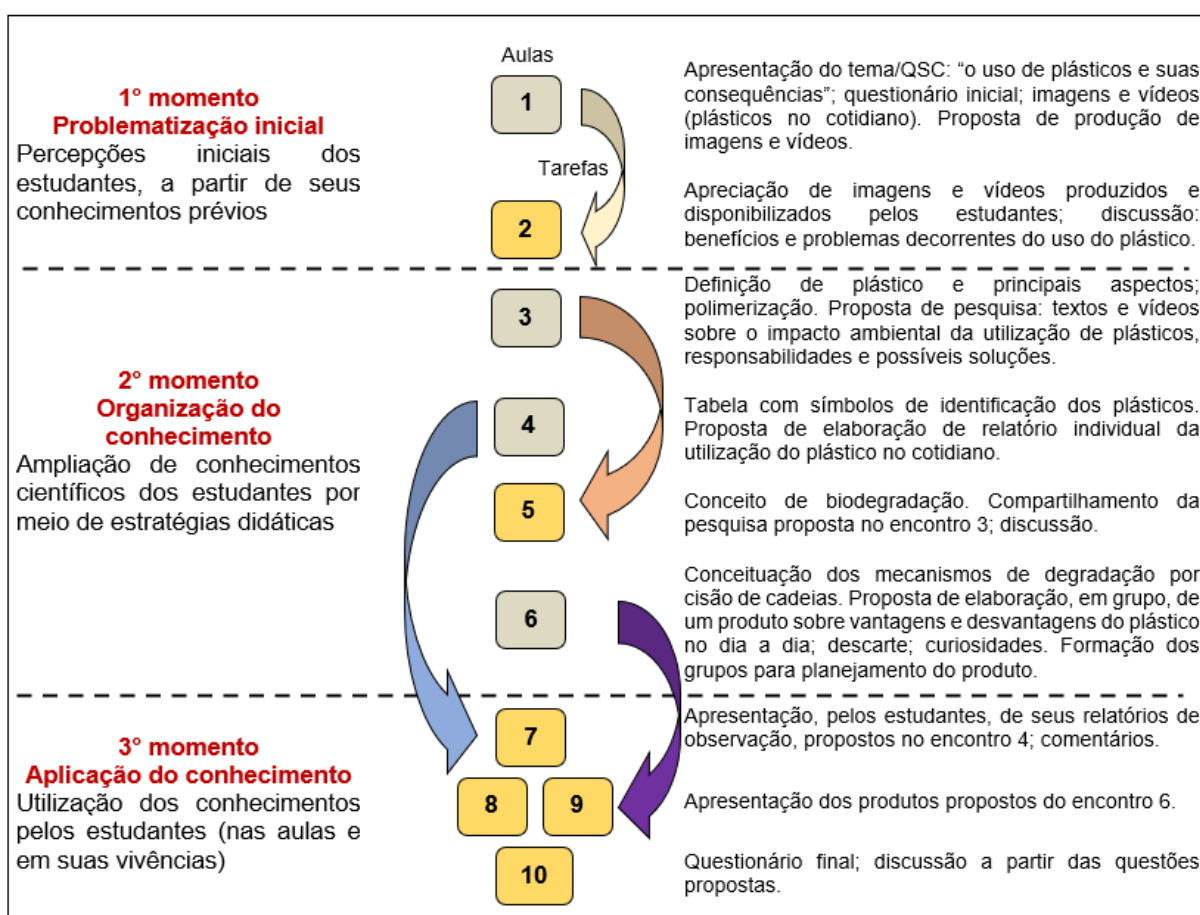 Aulas
1° momento
Problematização inicial
Percepções iniciais dos
estudantes, a partir de seus
conhecimentos prévios
1
Tarefas
2
Apresentação do tema/QSC: “o uso de plásticos e suas
consequências”; questionário inicial; imagens e vídeos
(plásticos no cotidiano). Proposta de produção de
imagens e vídeos.
Apreciação de imagens e vídeos produzidos e
disponibilizados pelos estudantes; discussão:
benefícios e problemas decorrentes do uso do plástico.
2° momento
Organização do
conhecimento
Ampliação de conhecimentos
científicos dos estudantes por
meio de estratégias didáticas
3
4
5
6
Definição de plástico e principais aspectos;
polimerização. Proposta de pesquisa: textos e vídeos
sobre o impacto ambiental da utilização de plásticos,
responsabilidades e possíveis soluções.
Tabela com símbolos de identificação dos plásticos.
Proposta de elaboração de relatório individual da
utilização do plástico no cotidiano.
Conceito de biodegradação. Compartilhamento da
pesquisa proposta no encontro 3; discussão.
Conceituação dos mecanismos de degradação por
cisão de cadeias. Proposta de elaboração, em grupo, de
um produto sobre vantagens e desvantagens do plástico
no dia a dia; descarte; curiosidades. Formação dos
grupos para planejamento do produto.
3° momento
Aplicação do conhecimento
Utilização dos conhecimentos
pelos estudantes (nas aulas e
em suas vivências)
7
8 9
10
Apresentação, pelos estudantes, de seus relatórios de
observação, propostos no encontro 4; comentários.
Apresentação dos produtos propostos do encontro 6.
Questionário final; discussão a partir das questões
propostas.